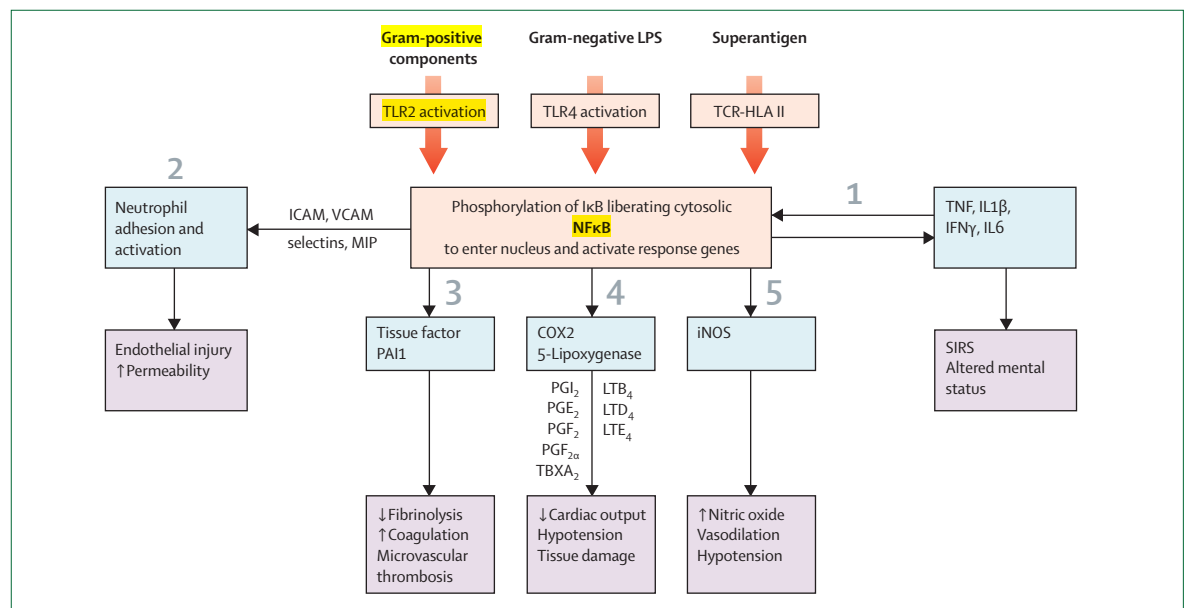 Gram-positive
components
Gram-negative LPS
Superantigen
TLR2 activation
TLR4 activation
TCR-HLA II
2
Neutrophil
adhesion and
activation
ICAM, VCAM
selectins, MIP
Phosphorylation of IκB liberating cytosolic
NFκB
to enter nucleus and activate response genes
1
TNF, IL1β,
IFNγ, IL6
3
4
5
Endothelial injury
↑Permeability
Tissue factor
PAI1
COX2
5-Lipoxygenase
iNOS
SIRS
Altered mental
status
PGI₂ LTB₄
PGE₂ LTD₄
PGF₂ LTE₄
PGF₂α
TBXA₂
↓Fibrinolysis
↑Coagulation
Microvascular
thrombosis
↓Cardiac output
Hypotension
Tissue damage
↑Nitric oxide
Vasodilation
Hypotension